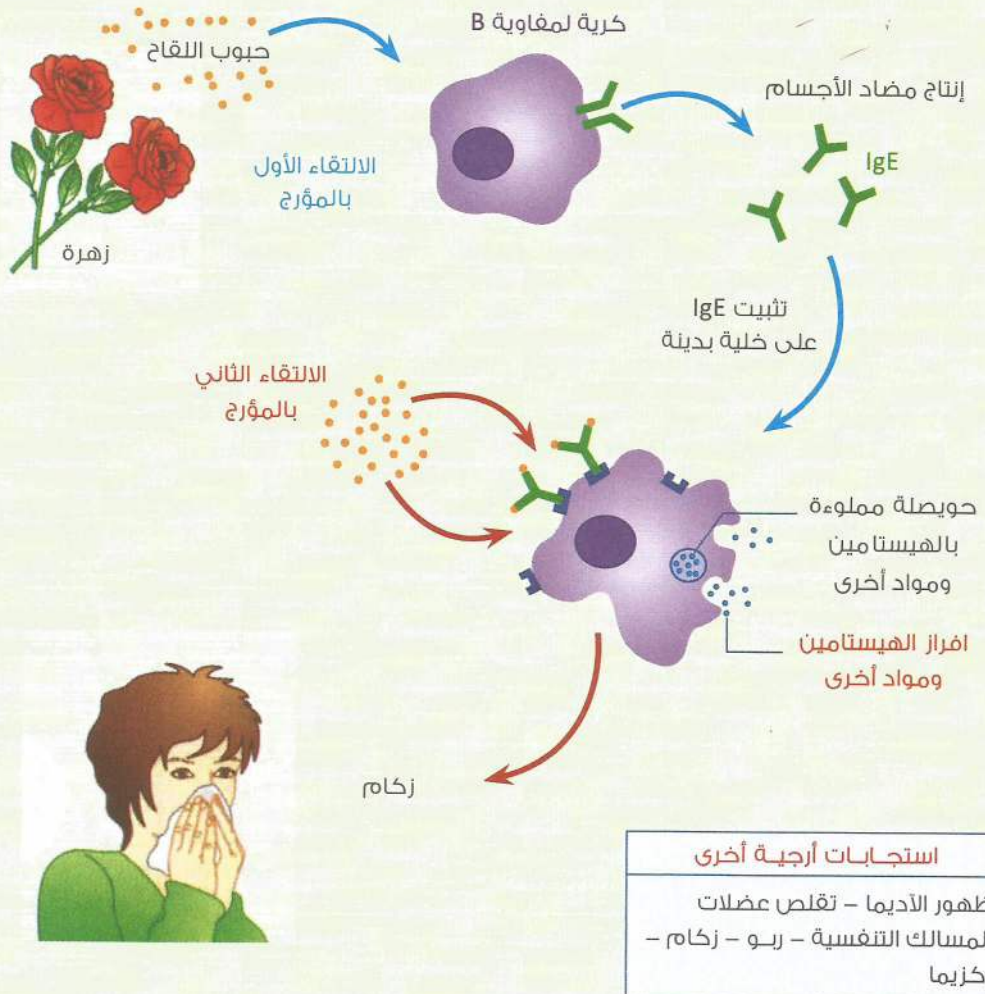 حبوب اللقاح
كرية لمفاوية B
إنتاج مضاد الأجسام
IgE
الالتقاء الأول
بالمؤرج
زهرة
تثبيت IgE
على خلية بدينة
الالتقاء الثاني
بالمؤرج
حويصلة مملوءة
بالهيستامين
ومواد أخرى
افراز الهيستامين
ومواد أخرى
زكام
استجابات أرجية أخرى
ظهور الآديما – تقلص عضلات
لمسالك التنفسية – ربو – زكام –
كزيما